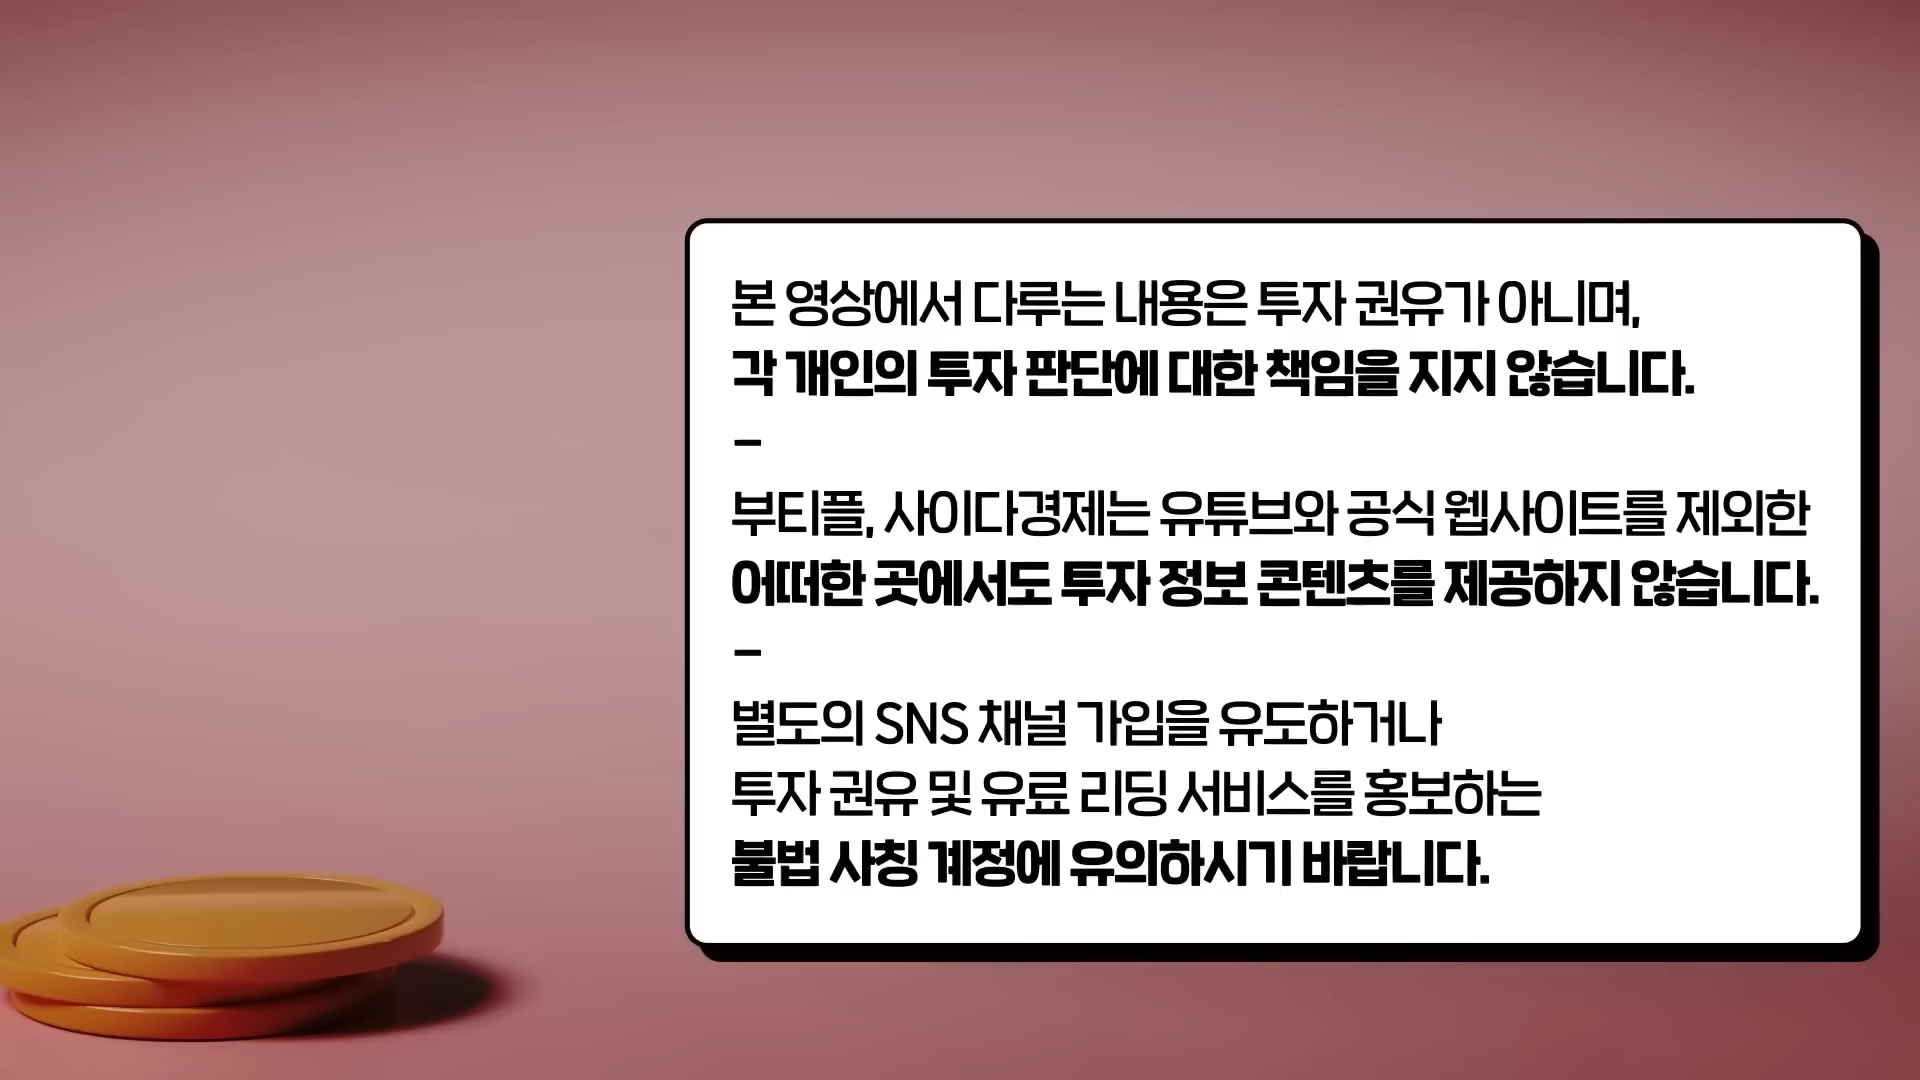 본 영상에서 다루는 내용은 투자 권유가 아니며,
각 개인의 투자 판단에 대한 책임을 지지 않습니다.
–
부티플, 사이다경제는 유튜브와 공식 웹사이트를 제외한
어떠한 곳에서도 투자 정보 콘텐츠를 제공하지 않습니다.
–
별도의 SNS 채널 가입을 유도하거나
투자 권유 및 유료 리딩 서비스를 홍보하는
불법 사칭 계정에 유의하시기 바랍니다.